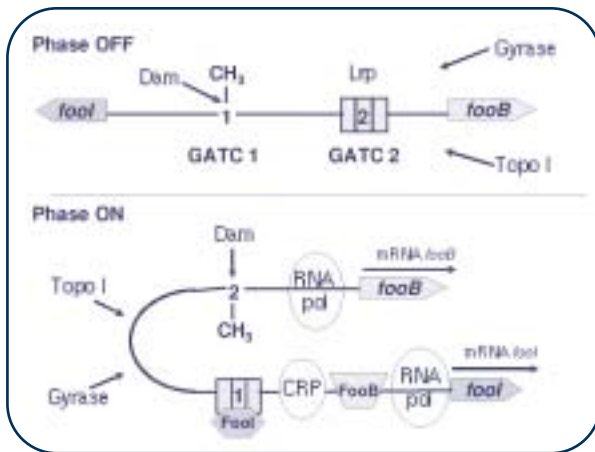 Phase OFF
Gyrase
CH3
Lrp
Dam
fooI
1
2
fooB
GATC 1
GATC 2
Topo I
Phase ON
Dam
mRNA fooB
Topo I
2
RNA
pol
fooB
CH3
mRNA fooI
Gyrase
1
CRP
FooB
RNA
pol
fooI
FooI